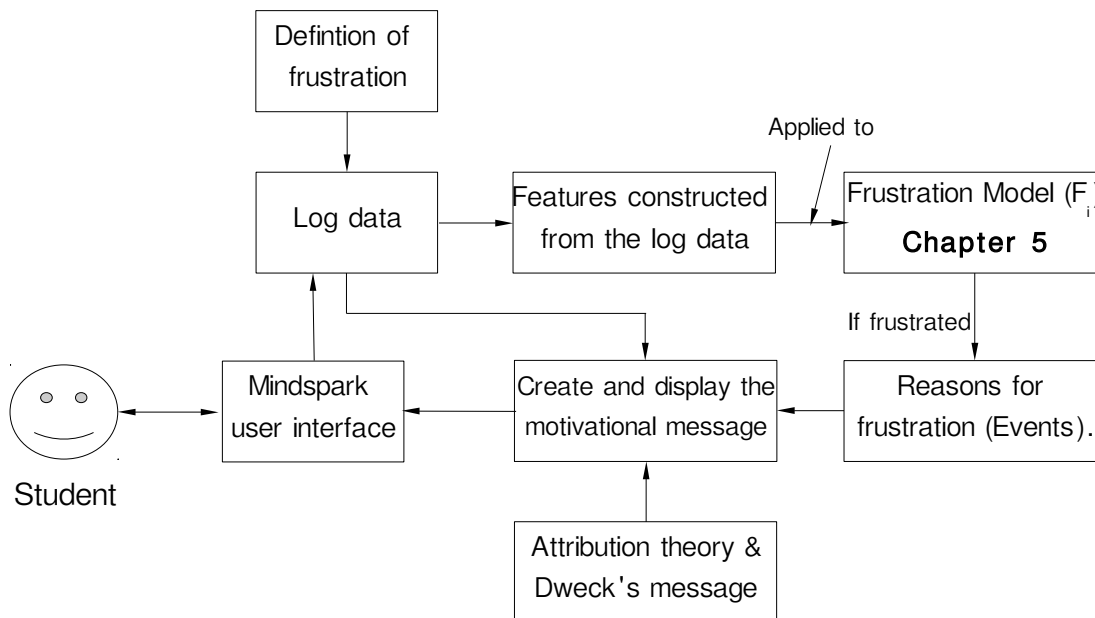 Defintion of
frustration
Applied to
Log data
Features constructed
from the log data
Frustration Model (F
i
)
Chapter 5
If frustrated
Mindspark
user interface
Create and display the
motivational message
Reasons for
frustration (Events).
Student
Attribution theory &
Dweck's message